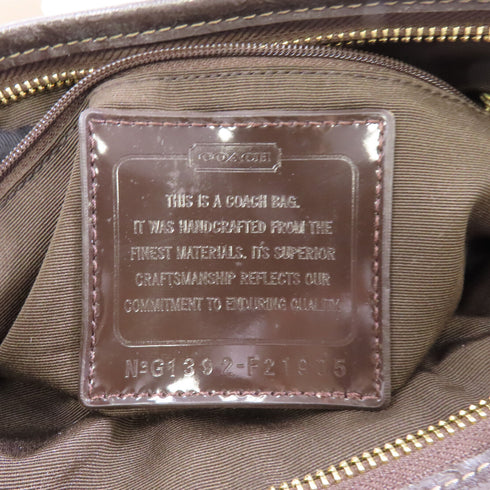 COACH
THIS IS A COACH BAG.
IT WAS HANDCRAFTED FROM THE
FINEST MATERIALS. IT'S SUPERIOR
CRAFTSMANSHIP REFLECTS OUR
COMMITMENT TO ENDURING QUALITY.